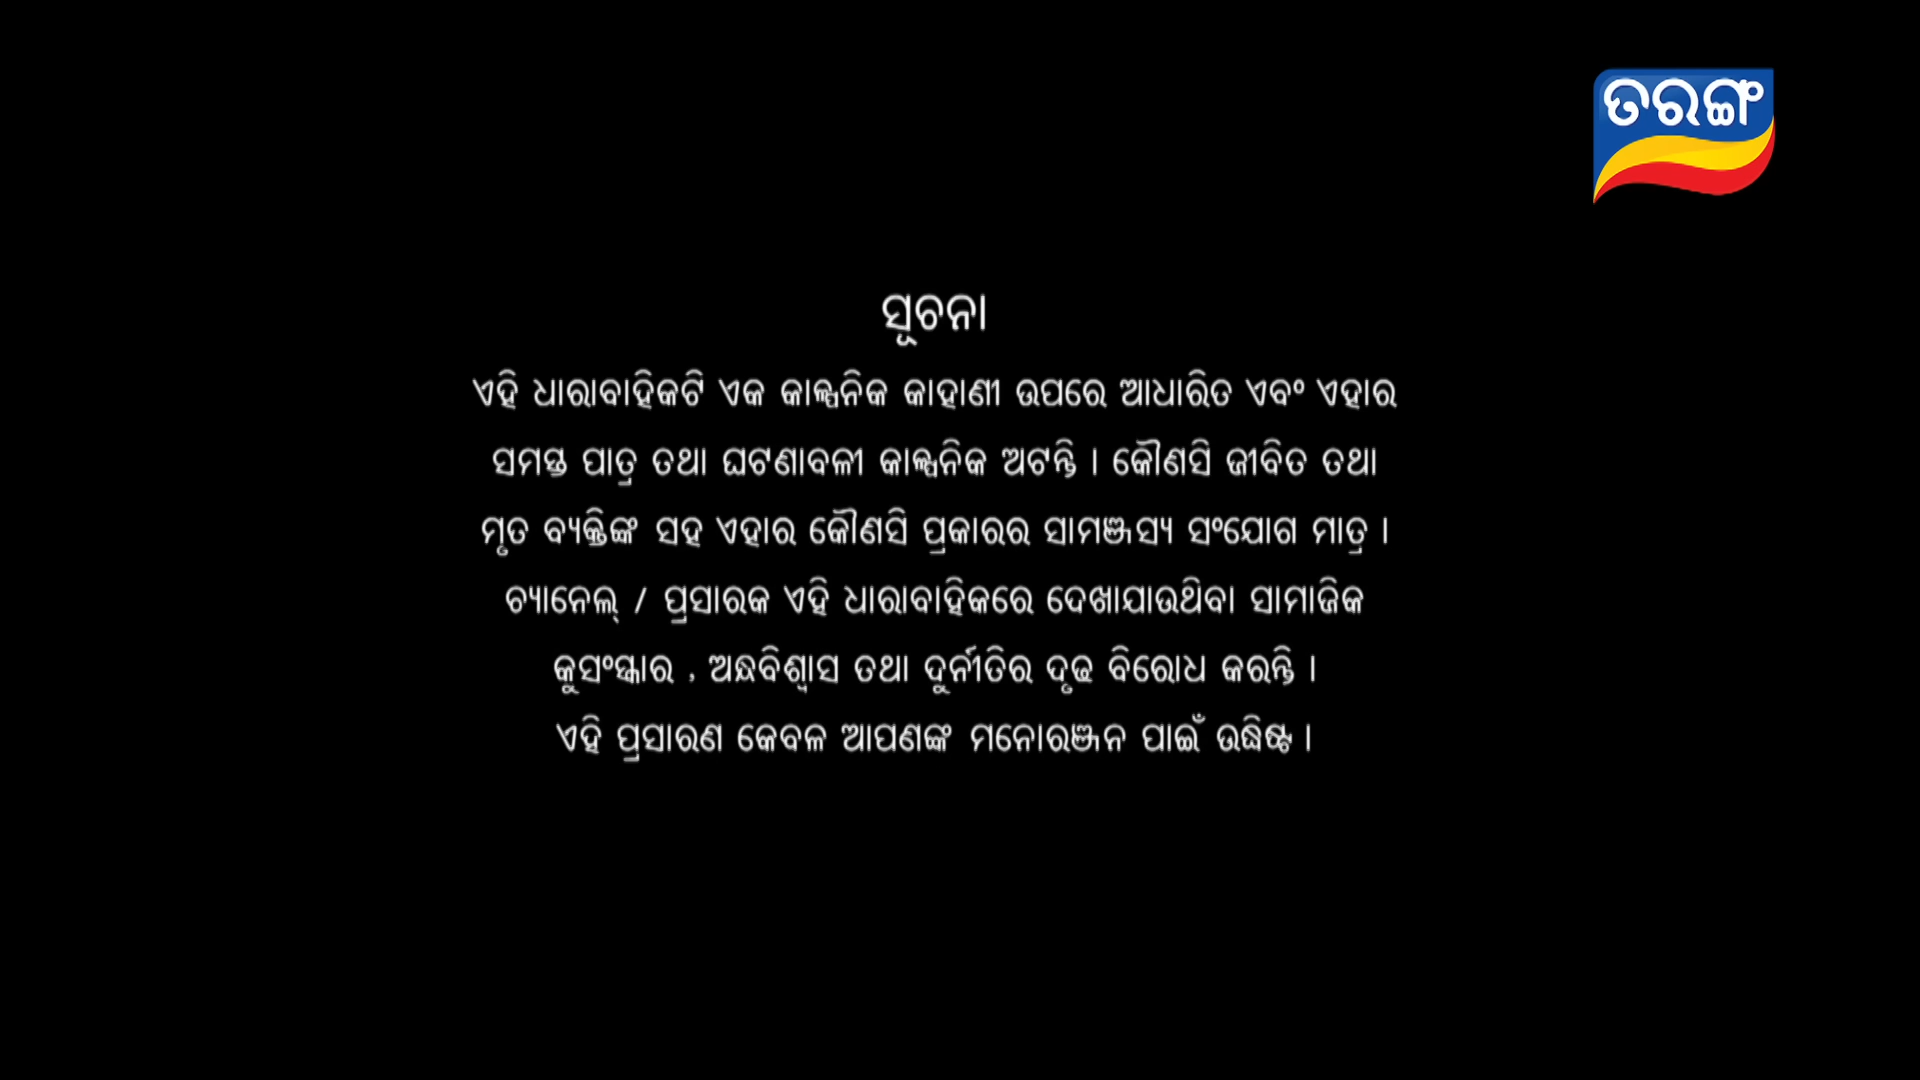 ତରଙ୍ଗ
ସୂଚନା
ଏହି ଧାରାବାହିକଟି ଏକ କାଳ୍ପନିକ କାହାଣୀ ଉପରେ ଆଧାରିତ ଏବଂ ଏହାର
ସମସ୍ତ ପାତ୍ର ତଥା ଘଟଣାବଳୀ କାଳ୍ପନିକ ଅଟନ୍ତି । କୌଣସି ଜୀବିତ ତଥା
ମୃତ ବ୍ୟକ୍ତିଙ୍କ ସହ ଏହାର କୌଣସି ପ୍ରକାରର ସାମଞ୍ଜସ୍ୟ ସଂଯୋଗ ମାତ୍ର ।
ଚ୍ୟାନେଲ୍ / ପ୍ରସାରକ ଏହି ଧାରାବାହିକରେ ଦେଖାଯାଉଥିବା ସାମାଜିକ
କୁସଂସ୍କାର , ଅନ୍ଧବିଶ୍ୱାସ ତଥା ଦୁର୍ନୀତିର ଦୃଢ ବିରୋଧ କରନ୍ତି ।
ଏହି ପ୍ରସାରଣ କେବଳ ଆପଣଙ୍କ ମନୋରଞ୍ଜନ ପାଇଁ ଉଦ୍ଧିଷ୍ଟ ।